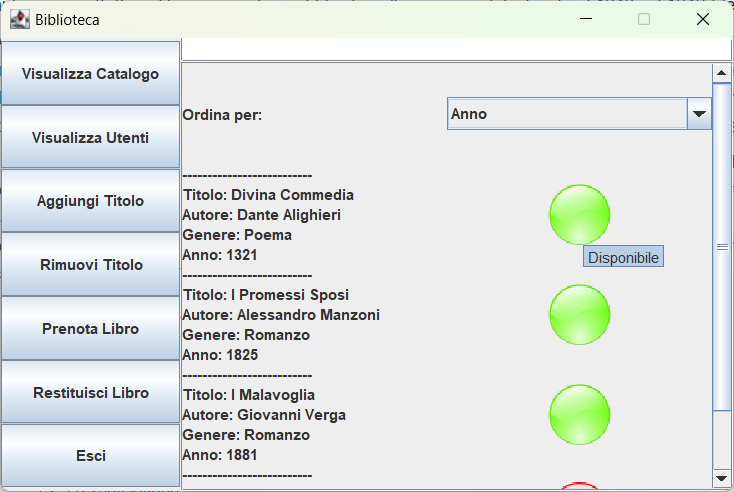 Biblioteca
Visualizza Catalogo
Visualizza Utenti
Aggiungi Titolo
Rimuovi Titolo
Prenota Libro
Restituisci Libro
Esci
Ordina per:
Anno
--------------------------
Titolo: Divina Commedia
Autore: Dante Alighieri
Genere: Poema
Anno: 1321
Disponibile
--------------------------
Titolo: I Promessi Sposi
Autore: Alessandro Manzoni
Genere: Romanzo
Anno: 1825
--------------------------
Titolo: I Malavoglia
Autore: Giovanni Verga
Genere: Romanzo
Anno: 1881
--------------------------